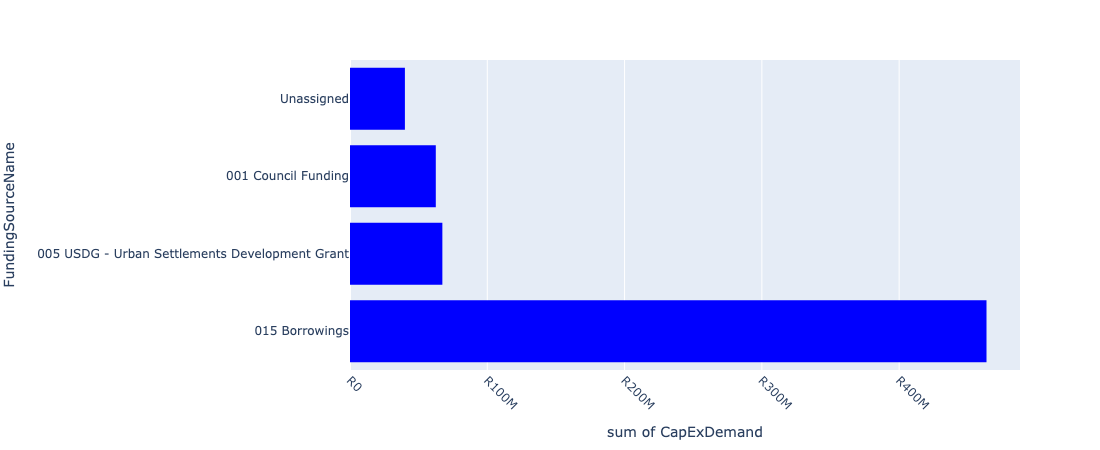 Unassigned
001 Council Funding
005 USDG - Urban Settlements Development Grant
015 Borrowings
FundingSourceName
R0
R100M
R200M
R300M
R400M
sum of CapExDemand